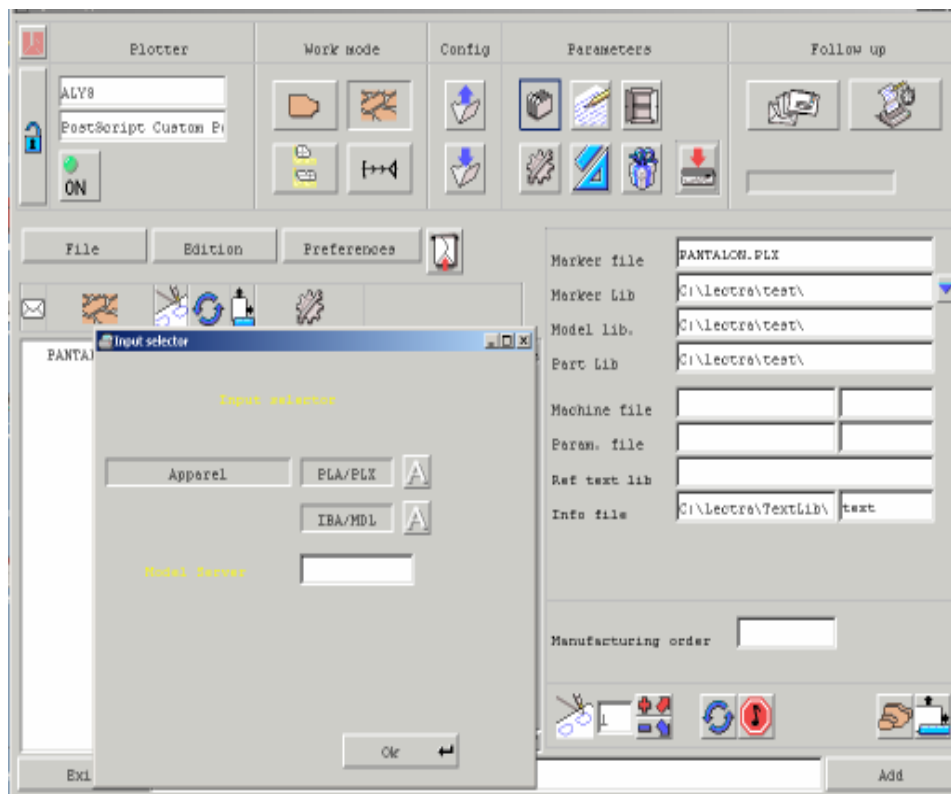 Plotter
Work mode
Config
Parameters
Follow up
ALY8
PostScript Custom P
ON
File
Edition
Preferences
Marker file
PANTALON.PLX
Marker Lib
C:\lectra\test\
Model lib.
C:\lectra\test\
Part Lib
C:\lectra\test\
Machine file
Param. file
Ref text lib
Info file
C:\Lectra\TextLib\
text
PANTA
Input selector
Input selector
Apparel
PLA/PLX
A
IBA/MDL
A
Model Server
Ok
Manufacturing order
1
Exi
Add